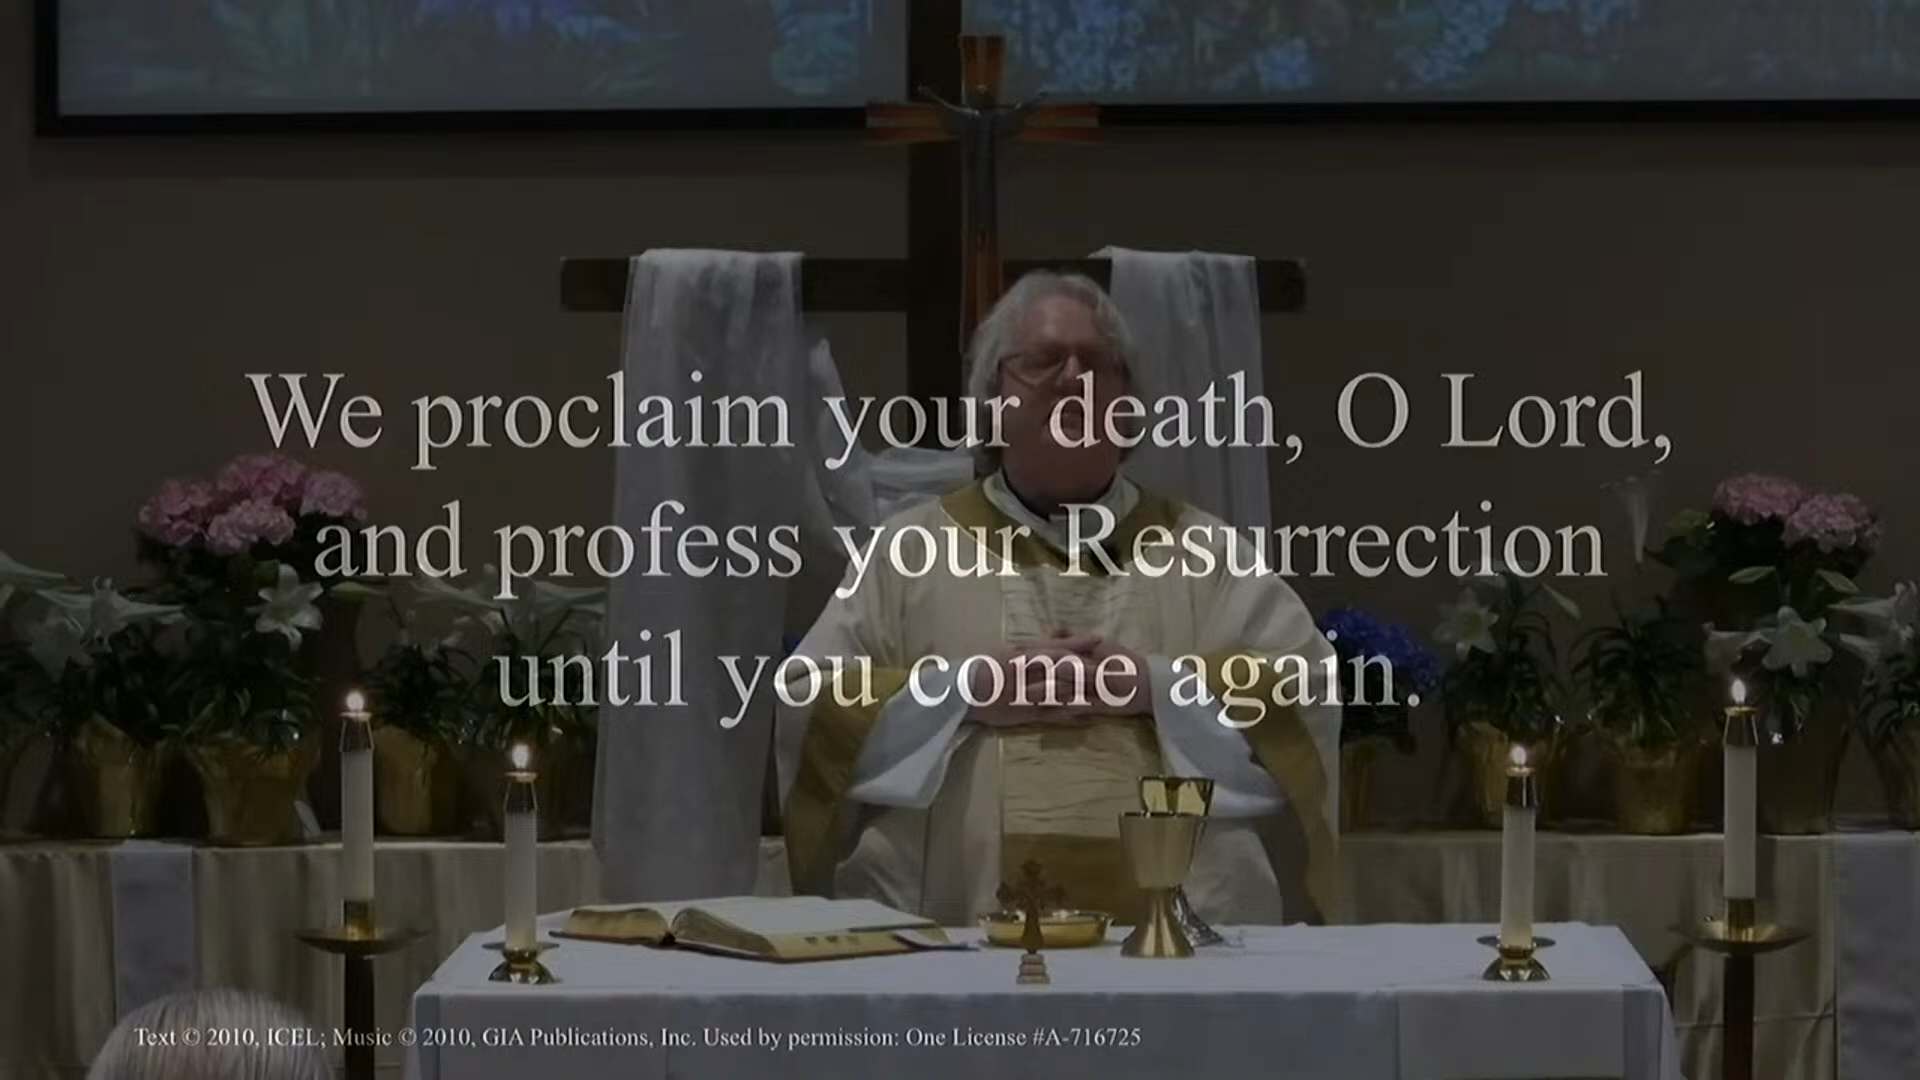 We proclaim your death, O Lord,
and profess your Resurrection
until you come again.
Text © 2010, ICEL; Music © 2010, GIA Publications, Inc. Used by permission: One License #A-716725